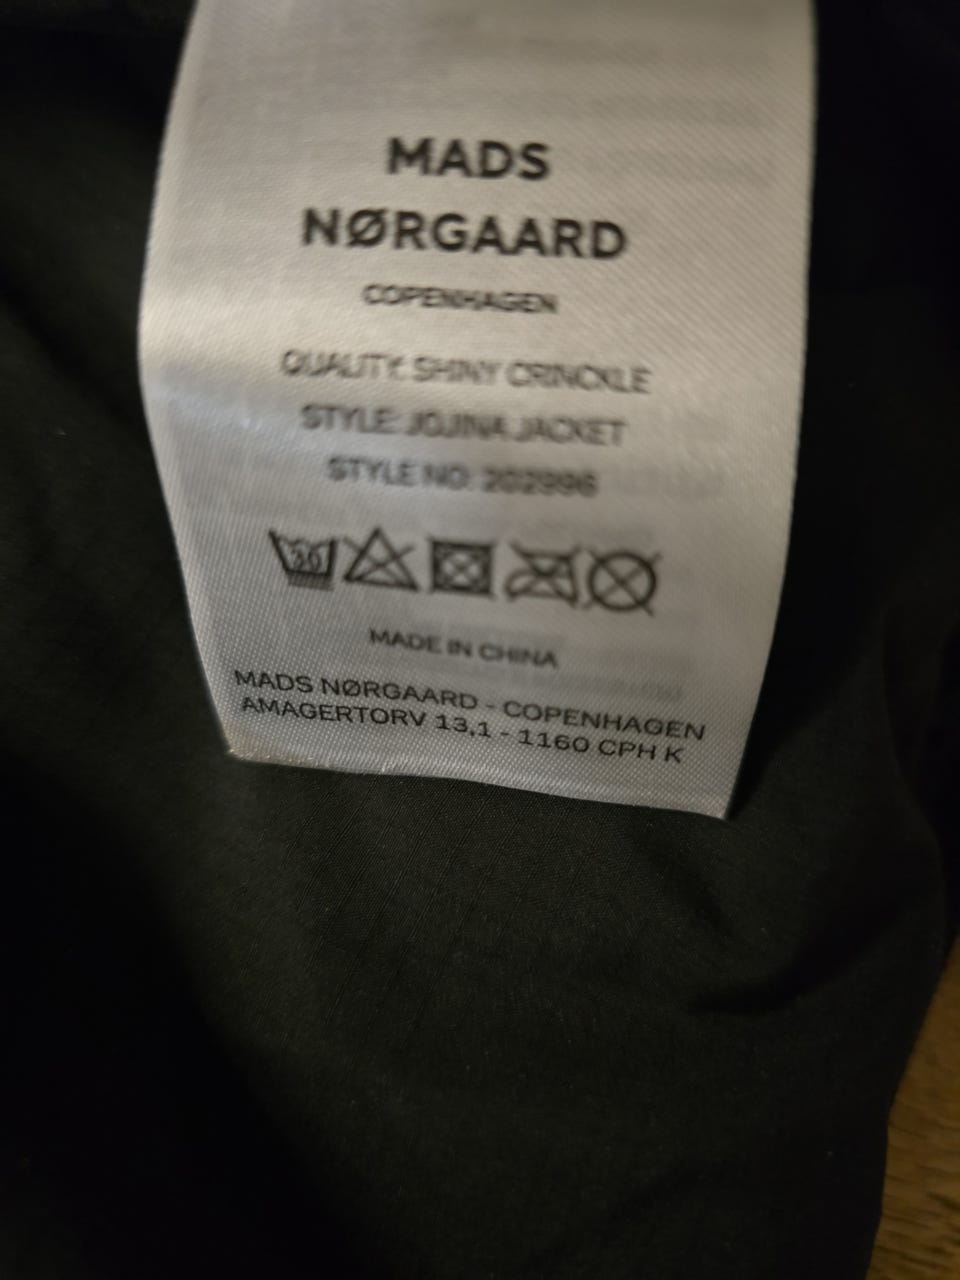 MADS
NØRGAARD
COPENHAGEN
QUALITY: SHINY CRINCKLE
STYLE: JOJINA JACKET
STYLE NO: 202996
30
MADE IN CHINA
MADS NØRGAARD - COPENHAGEN
AMAGERTORV 13,1 - 1160 CPH K